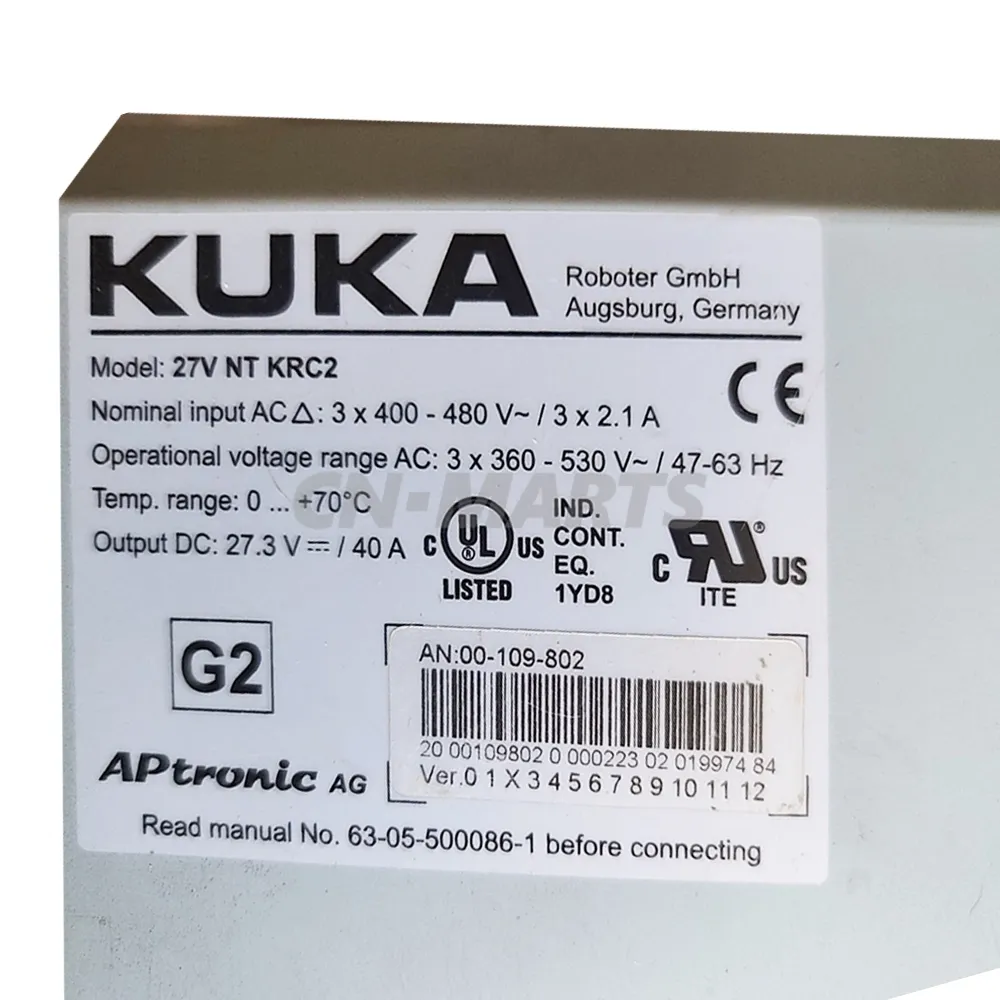 KUKA
Roboter GmbH
Augsburg, Germany
Model: 27V NT KRC2
CE
Nominal input AC △: 3 x 400 - 480 V~ / 3 x 2.1 A
Operational voltage range AC: 3 x 360 - 530 V~ / 47-63 Hz
Temp. range: 0 ... +70°C
CN-MARTS
Output DC: 27.3 V ⎓ / 40 A
C UL ® US
LISTED
IND.
CONT.
EQ.
1YD8
C RU ® US
ITE
G2
AN:00-109-802
20 00109802 0 000223 02 019974 84
Ver.0 1 X 3 4 5 6 7 8 9 10 11 12
APtronic AG
Read manual No. 63-05-500086-1 before connecting